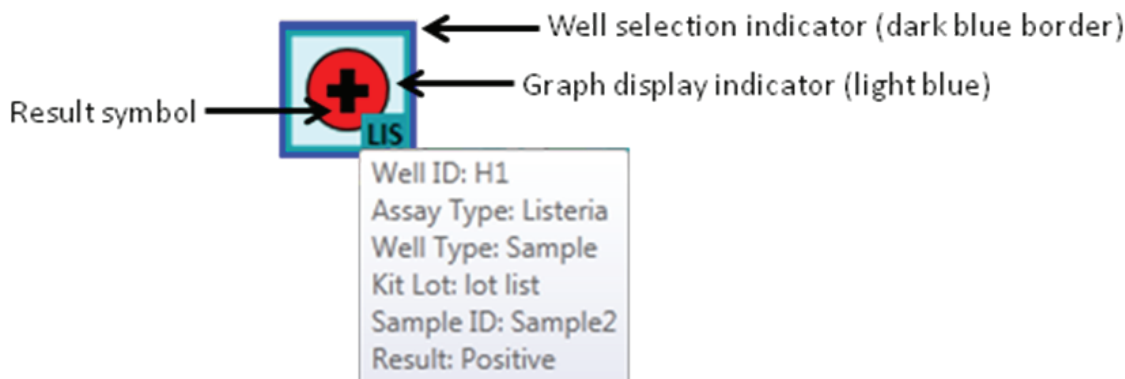 Well selection indicator (dark blue border)
Graph display indicator (light blue)
Result symbol
LIS
Well ID: H1
Assay Type: Listeria
Well Type: Sample
Kit Lot: lot list
Sample ID: Sample2
Result: Positive